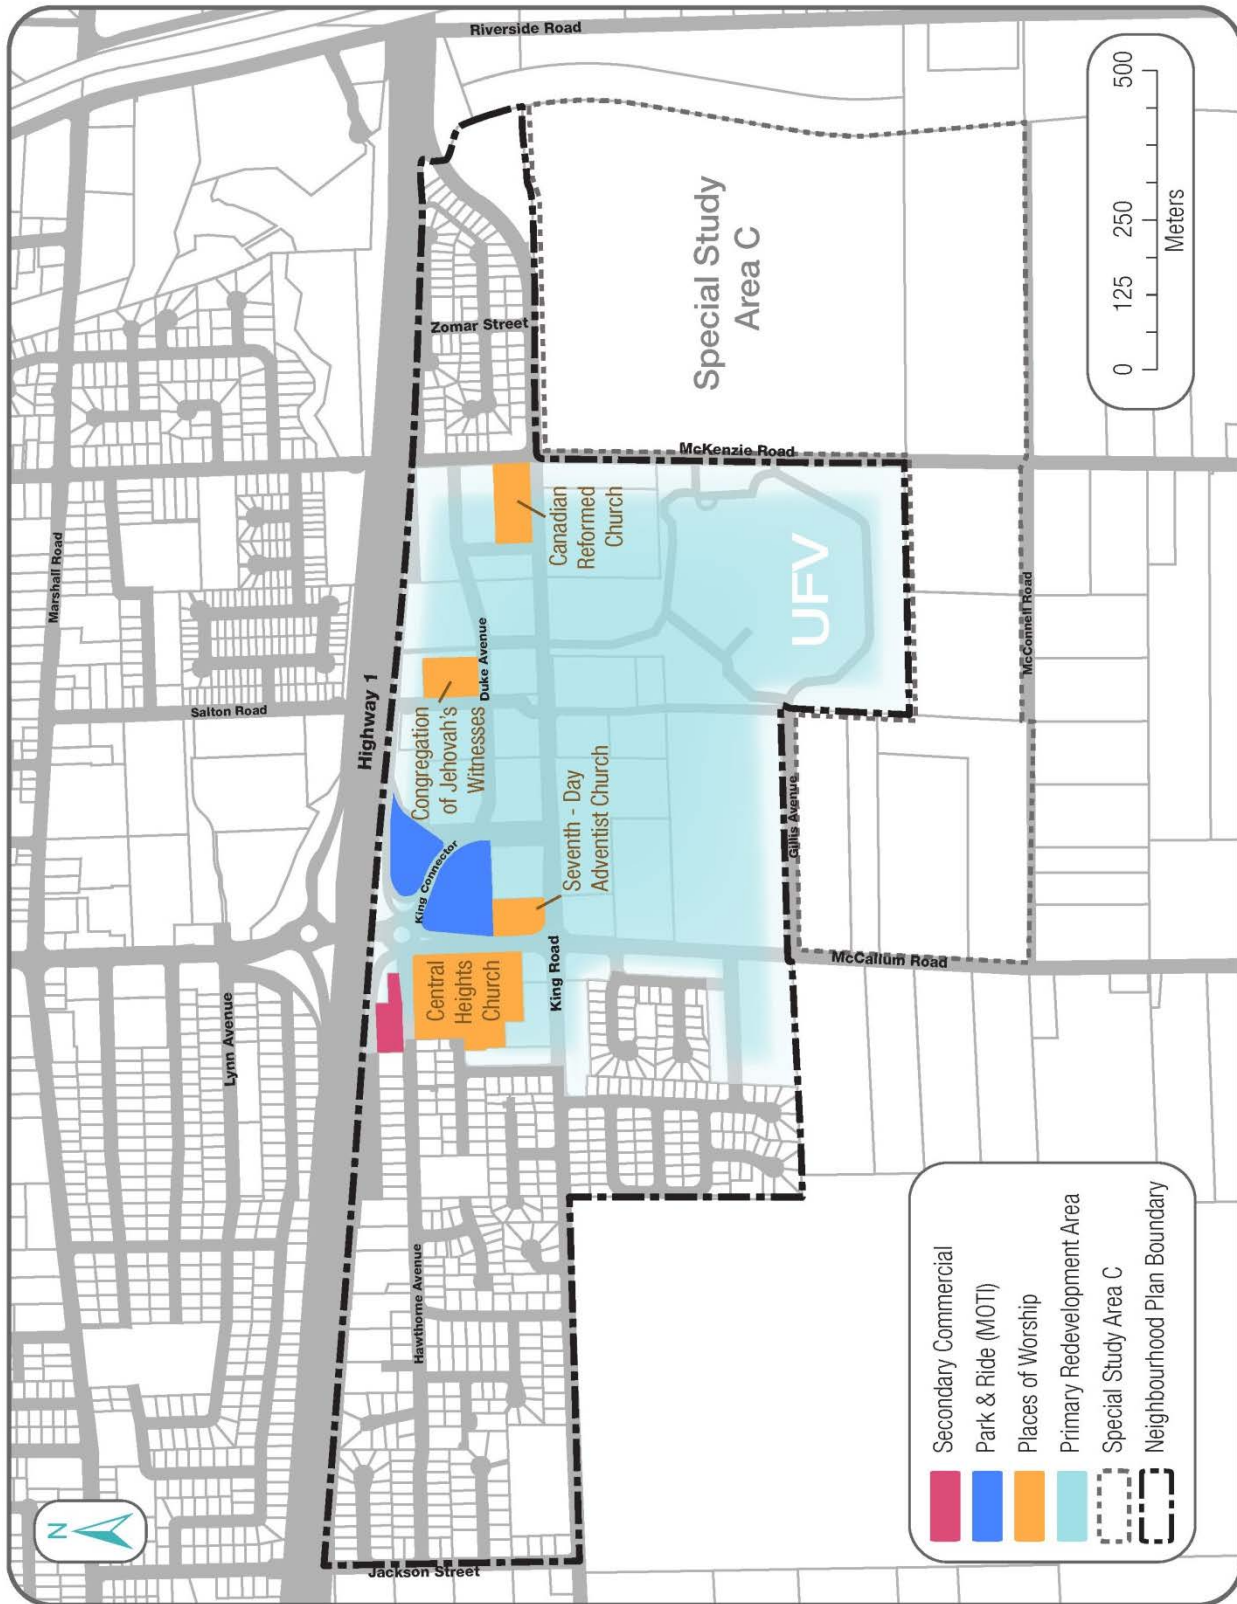 Riverside Road
Marshall Road
Salton Road
Lynn Avenue
Highway 1
King Connector
Zomar Street
Duke Avenue
Hawthorne Avenue
King Road
McKenzie Road
Gillis Avenue
McCallum Road
McConnell Road
Jackson Street
Congregation
of Jehovah's
Witnesses
Canadian
Reformed
Church
Seventh - Day
Adventist Church
Central
Heights
Church
UFV
Special Study
Area C
N
Secondary Commercial
Park & Ride (MOTI)
Places of Worship
Primary Redevelopment Area
Special Study Area C
Neighbourhood Plan Boundary
0 125 250 500
Meters